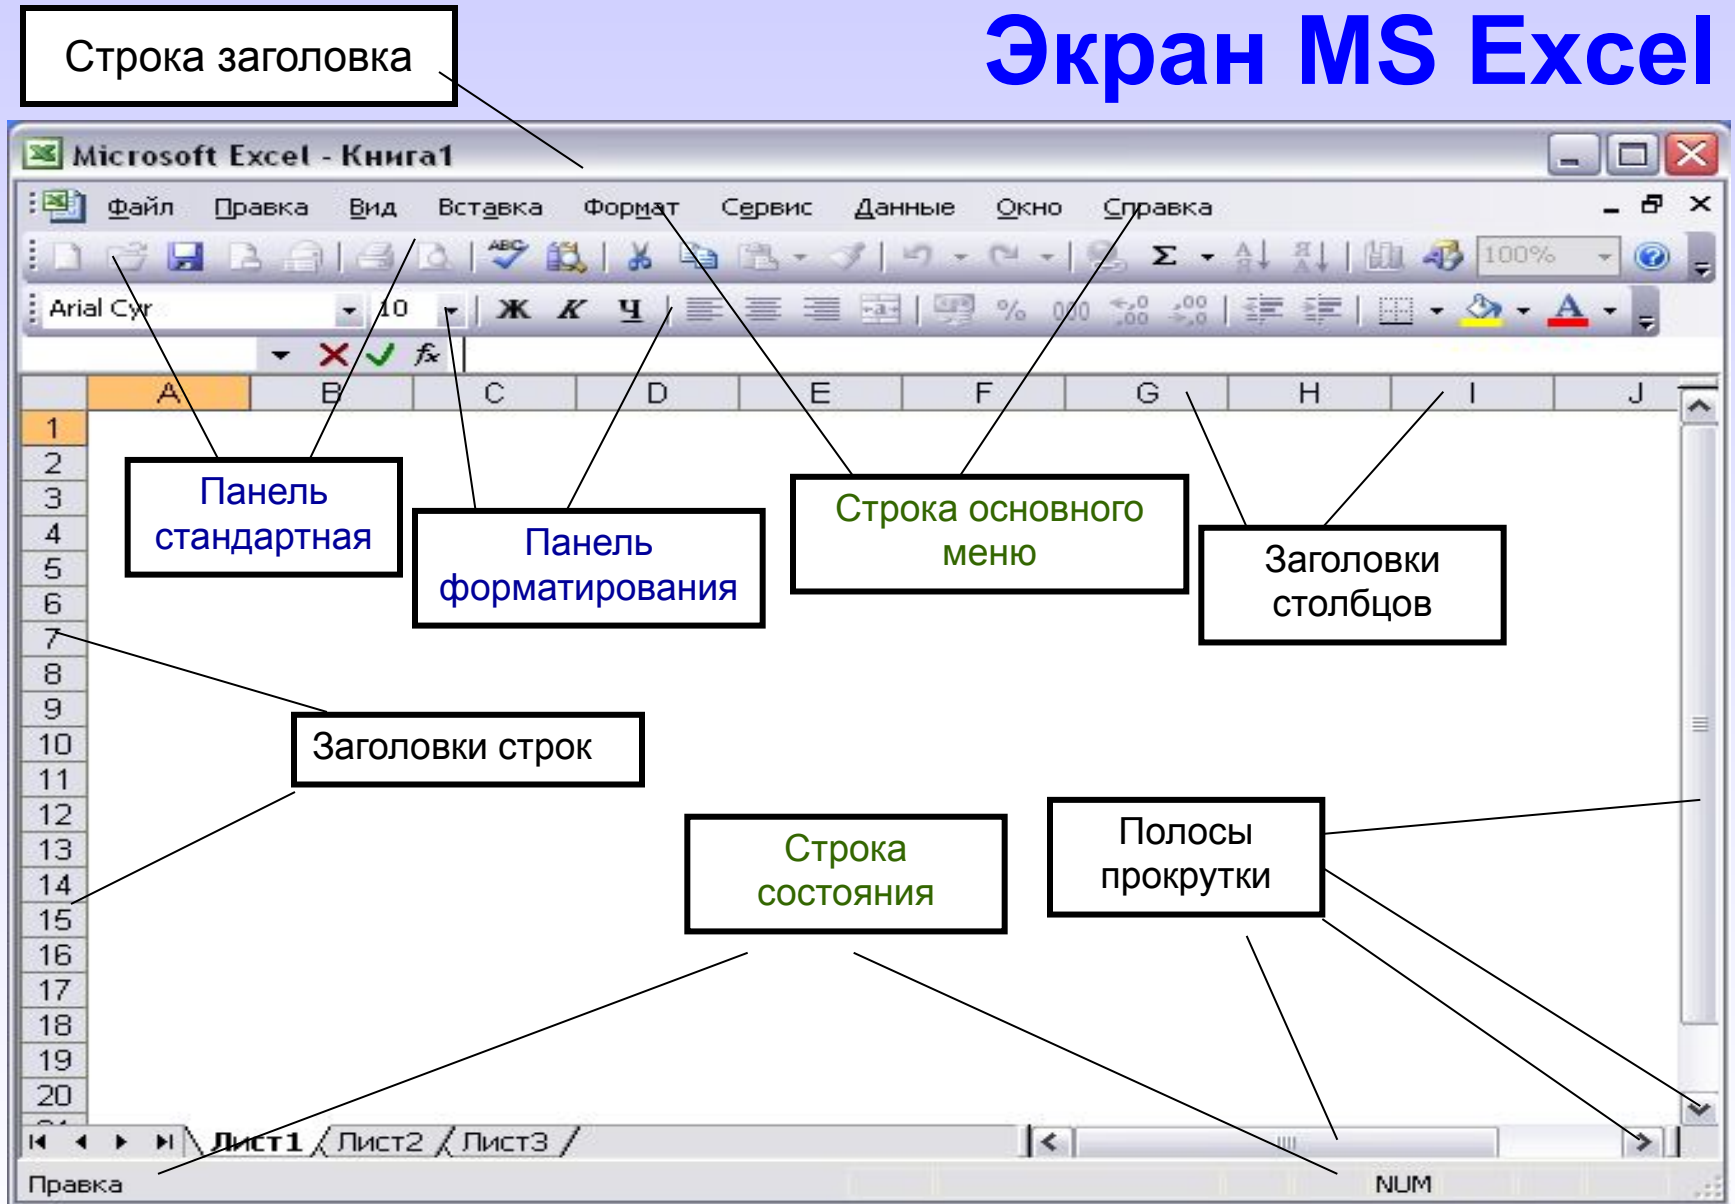 Строка заголовка
Экран MS Excel
Microsoft Excel - Книга1
Файл Правка Вид Вставка Формат Сервис Данные Окно Справка
ABC Σ 100%
Arial Cyr 10 Ж К Ч % 000
fx
A B C D E F G H I J
1
2
3
4
5
6
7
8
9
10
11
12
13
14
15
16
17
18
19
20
Панель
стандартная
Панель
форматирования
Строка основного
меню
Заголовки
столбцов
Заголовки строк
Строка
состояния
Полосы
прокрутки
Лист1 Лист2 Лист3
Правка NUM